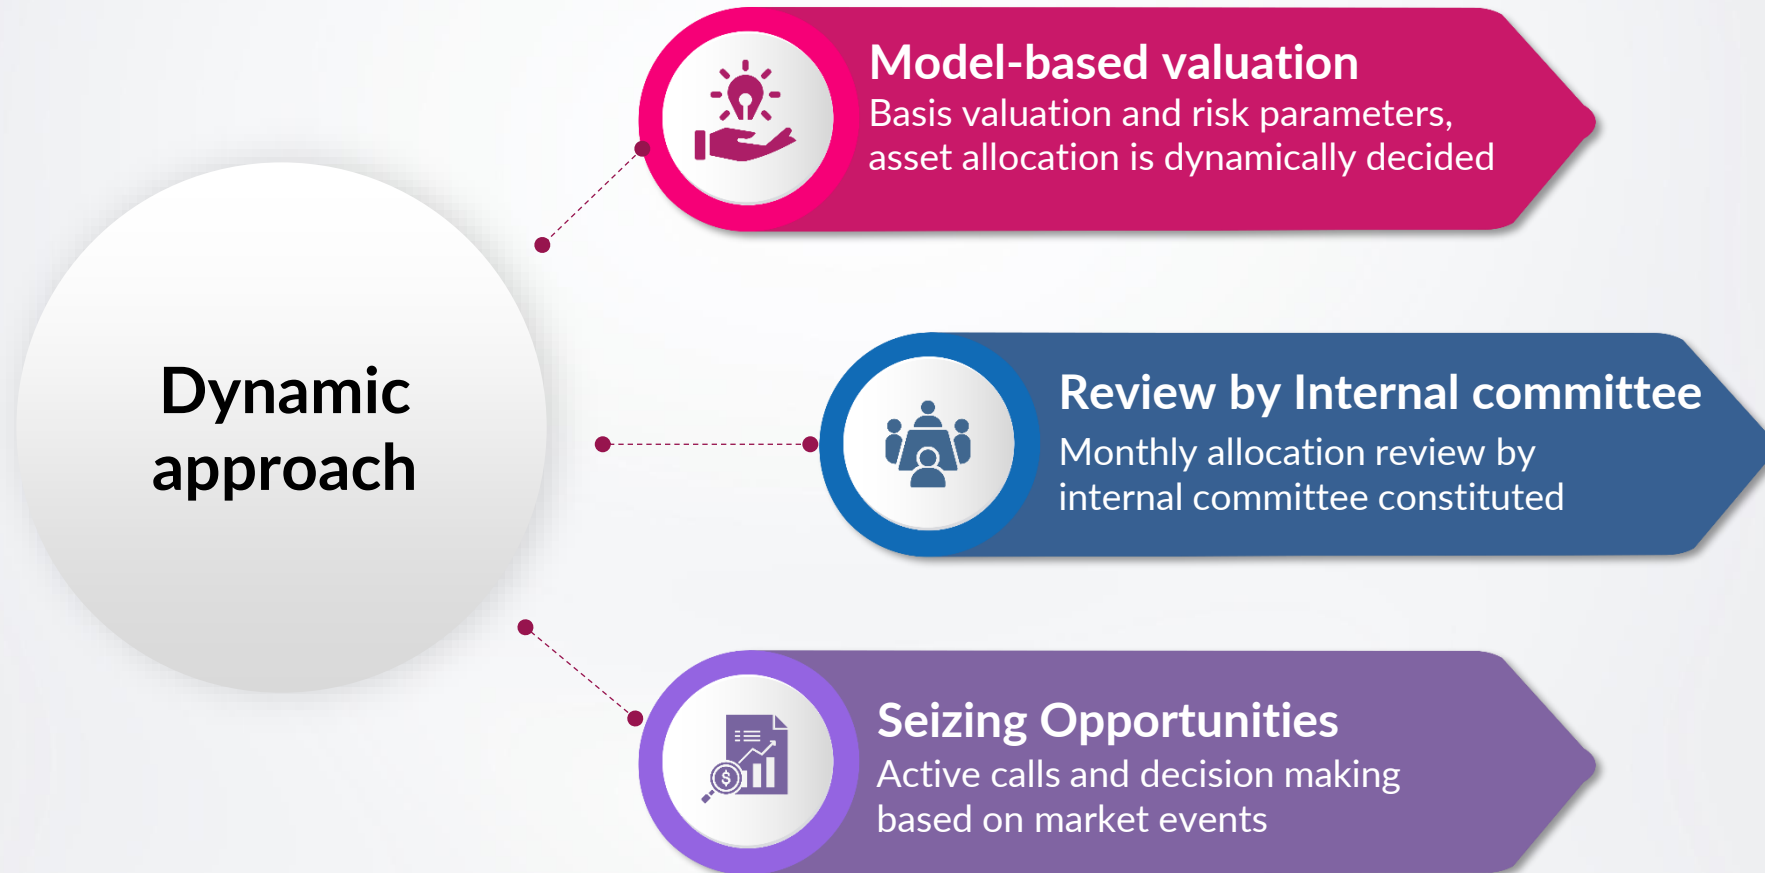 Dynamic
approach
Model-based valuation
Basis valuation and risk parameters,
asset allocation is dynamically decided
Review by Internal committee
Monthly allocation review by
internal committee constituted
Seizing Opportunities
Active calls and decision making
based on market events
$